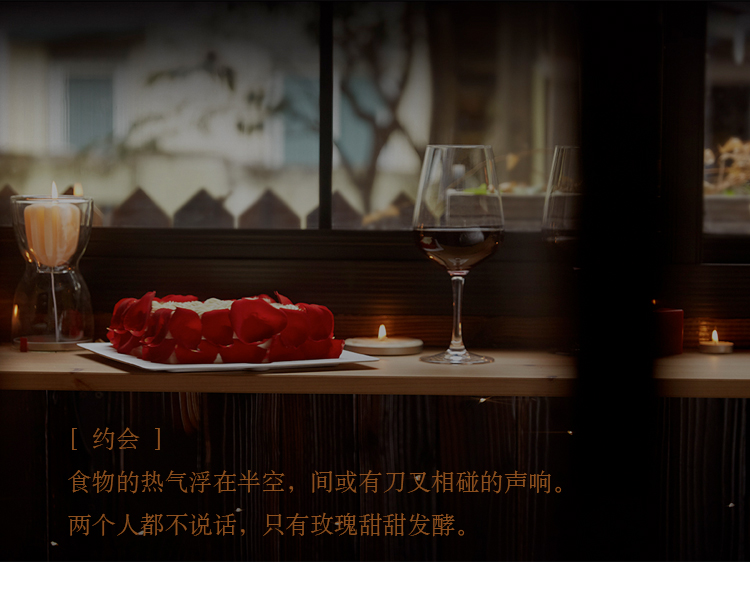 [ 约会 ]
食物的热气浮在半空，间或有刀叉相碰的声响。
两个人都不说话，只有玫瑰甜甜发酵。